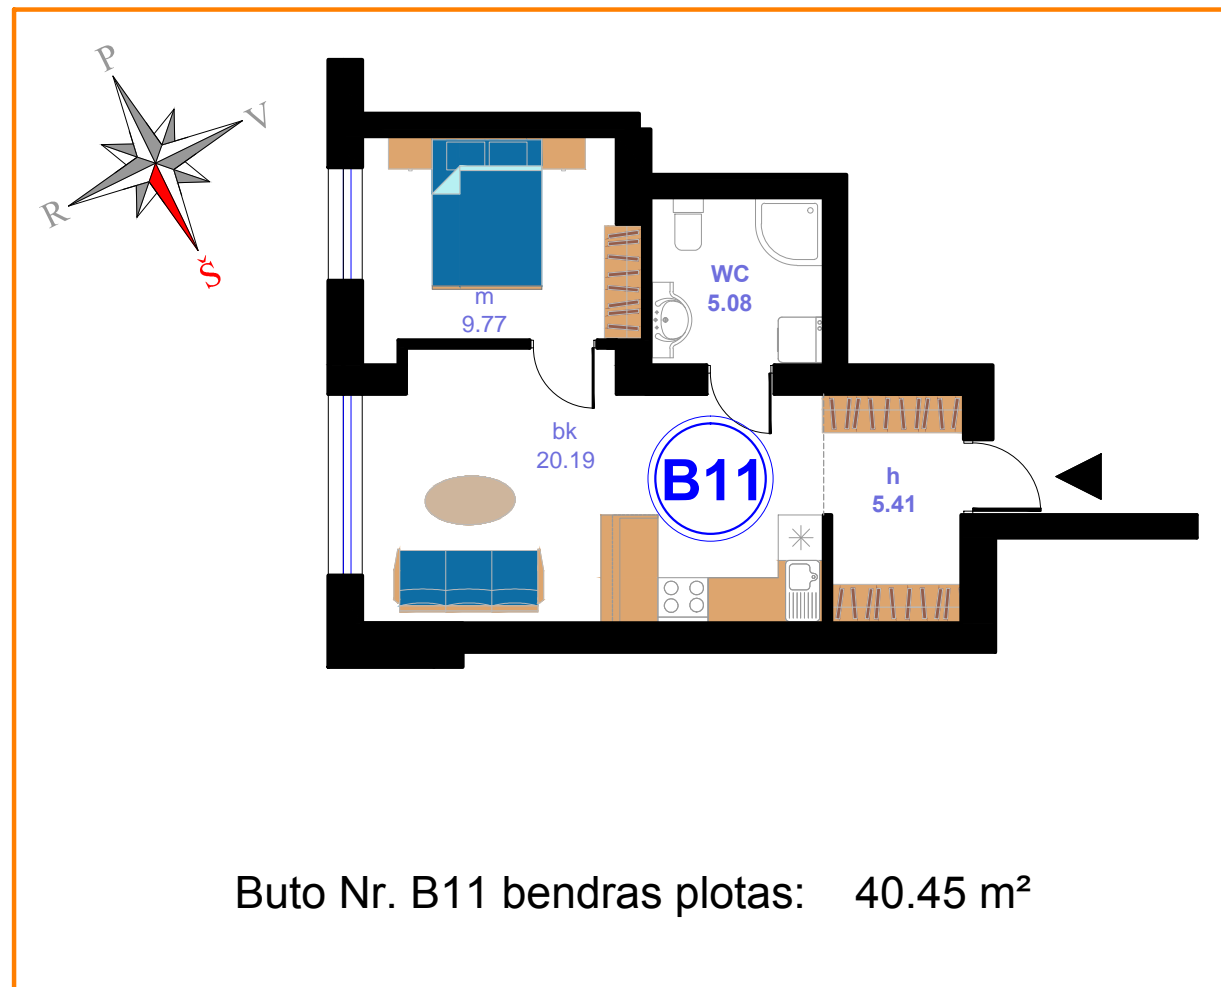 P
V
R
Š
m
9.77
WC
5.08
bk
20.19
B11
h
5.41
Buto Nr. B11 bendras plotas: 40.45 m²